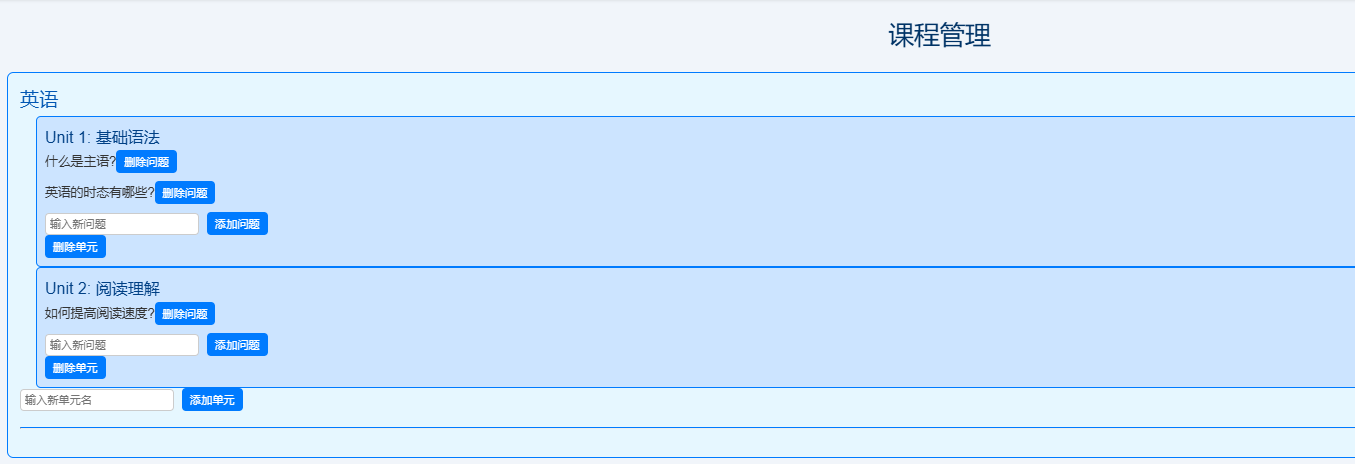 课程管理
英语
Unit 1: 基础语法
什么是主语?删除问题
英语的时态有哪些?删除问题
输入新问题 添加问题
删除单元
Unit 2: 阅读理解
如何提高阅读速度?删除问题
输入新问题 添加问题
删除单元
输入新单元名 添加单元